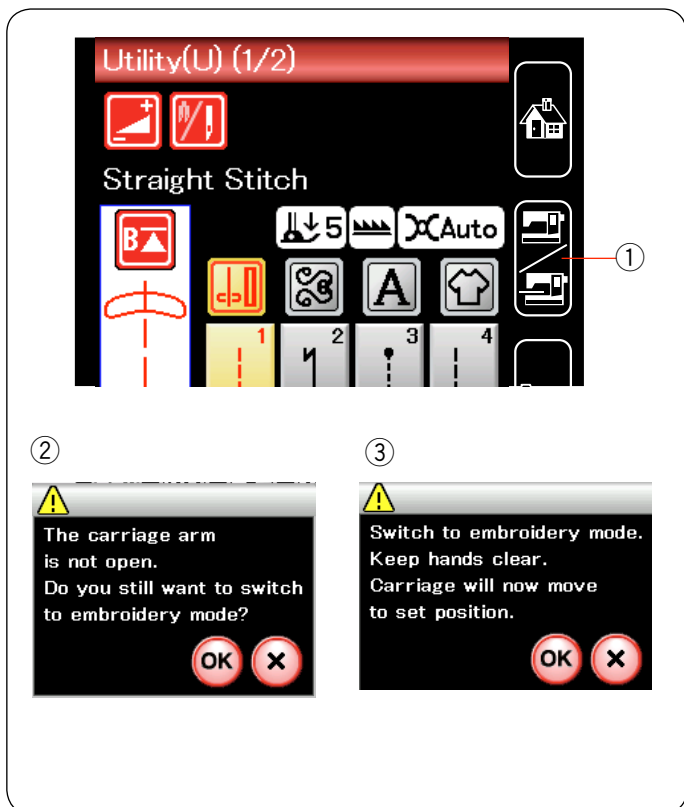 Utility(U) (1/2)
Straight Stitch
B
5
Auto
A
1 2 3 4
①
②
③
The carriage arm
is not open.
Do you still want to switch
to embroidery mode?
OK ×
Switch to embroidery mode.
Keep hands clear.
Carriage will now move
to set position.
OK ×